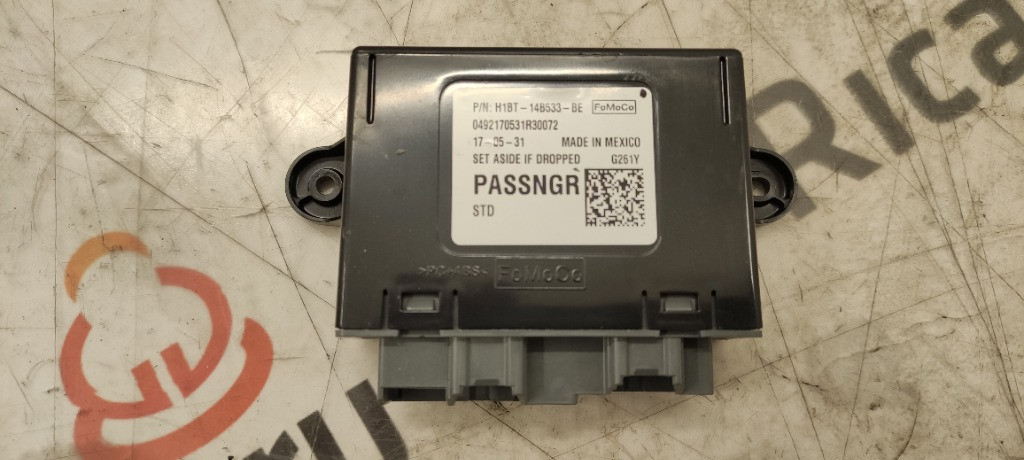 P/N: H1BT-14B533-BE FoMoCo
0492170531R30072
17-05-31 MADE IN MEXICO
SET ASIDE IF DROPPED G261Y
PASSNGR
STD
>PC+ABS< FoMoCo